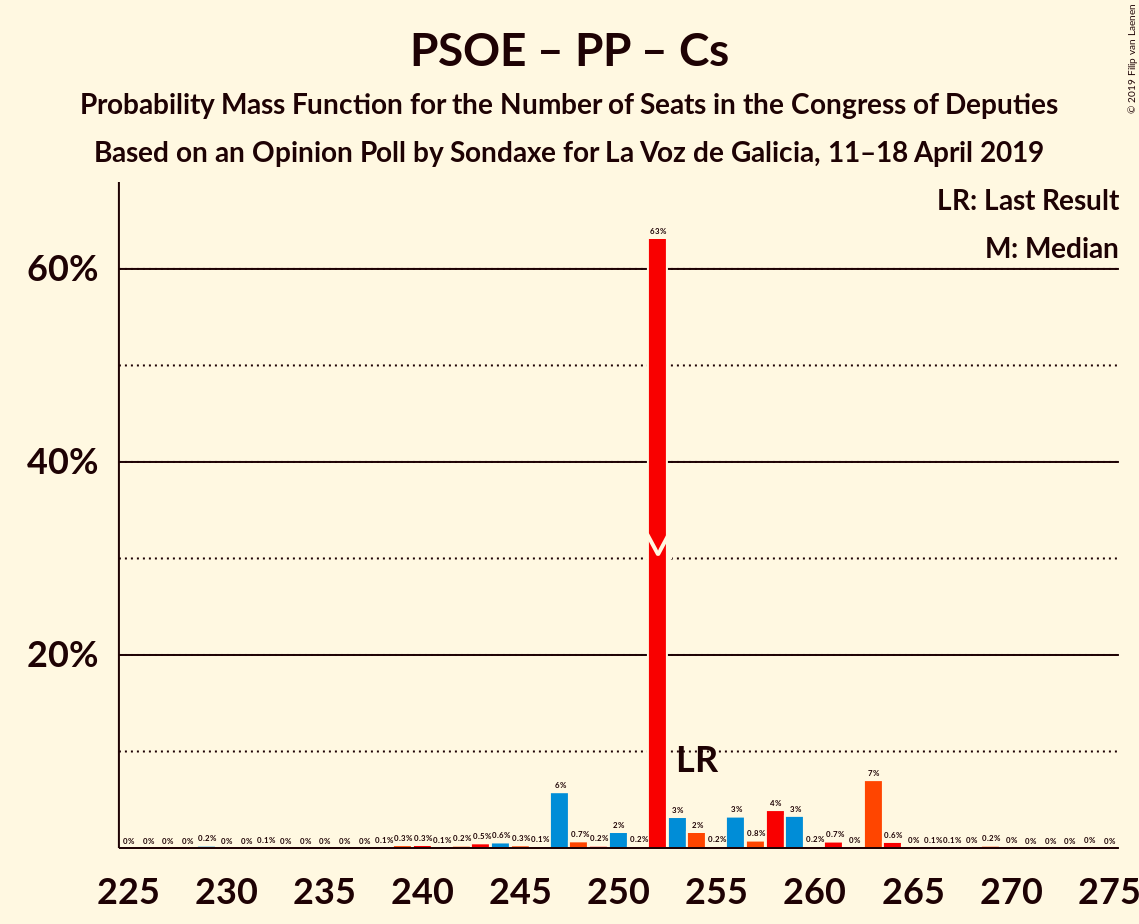 PSOE – PP – Cs
Probability Mass Function for the Number of Seats in the Congress of Deputies
Based on an Opinion Poll by Sondaxe for La Voz de Galicia, 11–18 April 2019
© 2019 Filip van Laenen
LR: Last Result
M: Median
60%
40%
20%
63%
LR
0% 0% 0% 0% 0.2% 0% 0% 0.1% 0% 0% 0% 0% 0% 0.1% 0.3% 0.3% 0.1% 0.2% 0.5% 0.6% 0.3% 0.1% 6% 0.7% 0.2% 2% 0.2% 3% 2% 0.2% 3% 0.8% 4% 3% 0.2% 0.7% 0% 7% 0.6% 0% 0.1% 0.1% 0% 0.2% 0% 0% 0% 0% 0% 0%
225 230 235 240 245 250 255 260 265 270 275